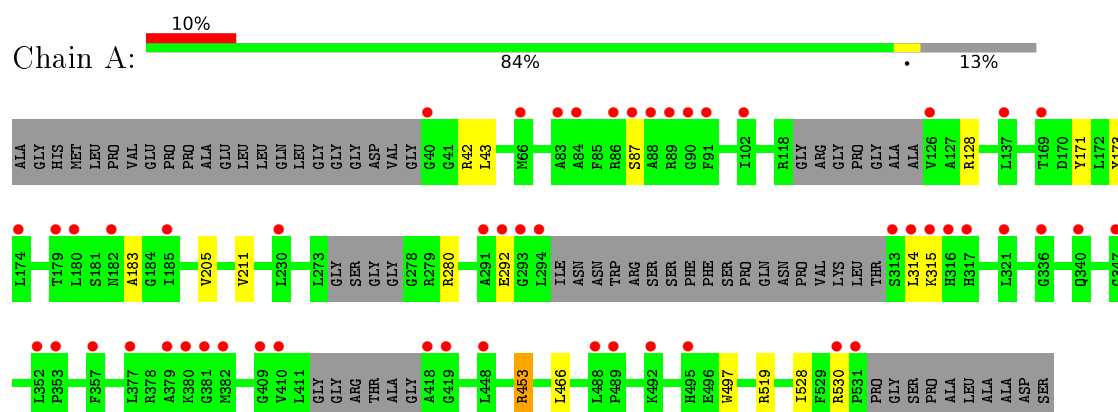 10%
Chain A:
84% • 13%
ALA GLY HIS MET LEU PRO VAL GLU PRO PRO ALA GLU LEU LEU GLN LEU GLY GLY GLY ASP VAL GLY G40 G41 R42 L43 M66 A83 A84 F85 R86 S87 A88 R89 G90 F91 I102 R118 GLY ARG GLY PRO GLY ALA ALA V126 A127 R128 L137 T169 D170 Y171 L172 Y173
L174 T179 L180 S181 N182 A183 G184 I185 V205 V211 L230 L273 GLY SER GLY GLY G278 R279 R280 A291 E292 G293 L294 ILE ASN ASN TRP ARG SER SER PHE PHE SER PRO GLN ASN PRO VAL LYS LEU THR S313 L314 K315 H316 H317 L321 G336 Q340 G347
L352 P353 F357 L377 R378 A379 K380 G381 M382 G409 V410 L411 GLY GLY ARG THR ALA GLY A418 G419 L448 R453 L466 L488 P489 K492 H495 E496 W497 R519 I528 F529 R530 P531 PRO GLY SER PRO ALA LEU ALA ALA ASP SER